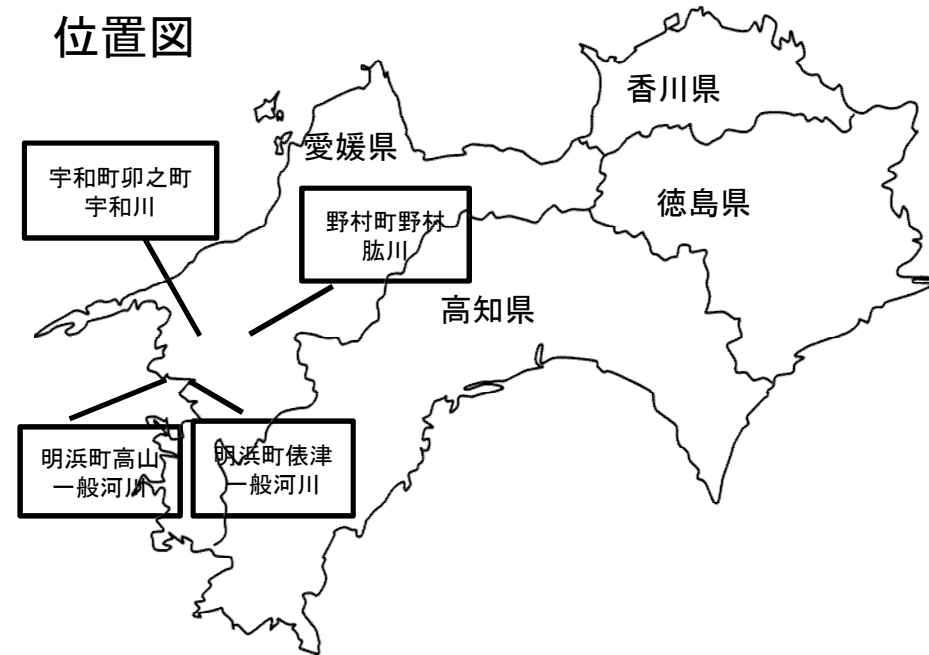 位置図
香川県
愛媛県
宇和町卯之町
宇和川
野村町野村
肱川
徳島県
高知県
明浜町高山
一般河川
明浜町俵津
一般河川